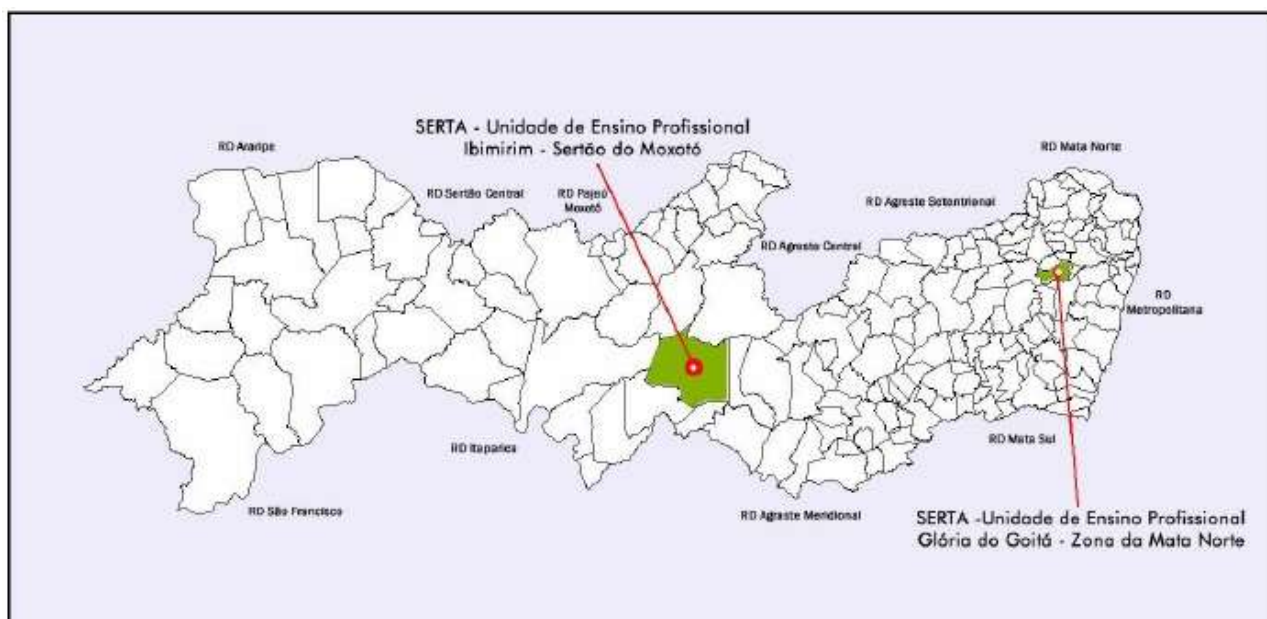 SERTA - Unidade de Ensino Profissional
Ibimirim - Sertão do Moxotó
RD Araripe
RD Mata Norte
RD Sertão Central
RD Pajeú
Moxotó
RD Agreste Setentrional
RD Agreste Central
RD
Metropolitana
RD Mata Sul
RD Itaparica
RD São Francisco
RD Agraste Meridional
SERTA -Unidade de Ensino Profissional
Glória do Goitá - Zona da Mata Norte